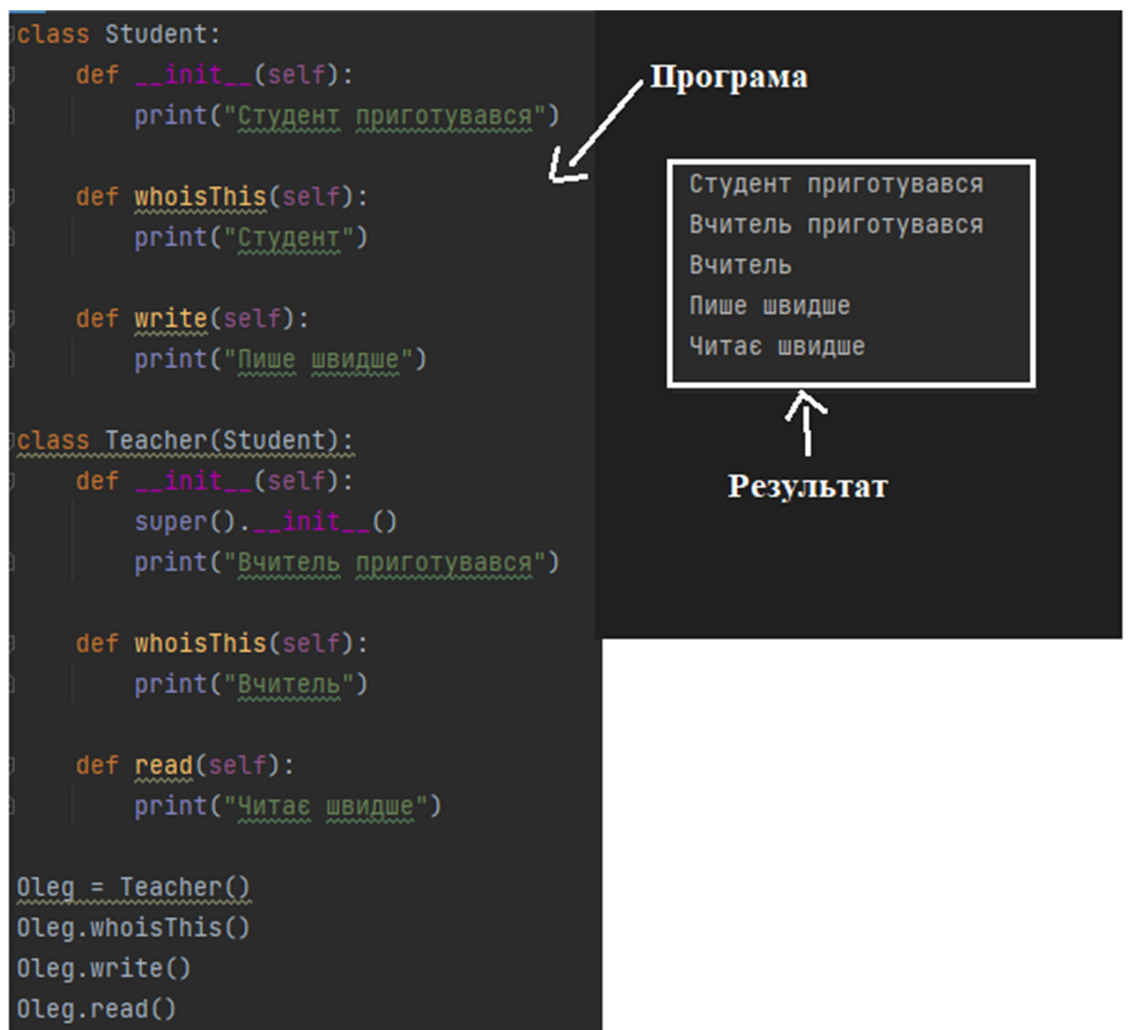 class Student:
def __init__(self):
print("Студент приготувався")
def whoisThis(self):
print("Студент")
def write(self):
print("Пише швидше")
class Teacher(Student):
def __init__(self):
super().__init__()
print("Вчитель приготувався")
def whoisThis(self):
print("Вчитель")
def read(self):
print("Читає швидше")
Oleg = Teacher()
Oleg.whoisThis()
Oleg.write()
Oleg.read()
Програма
Студент приготувався
Вчитель приготувався
Вчитель
Пише швидше
Читає швидше
Результат